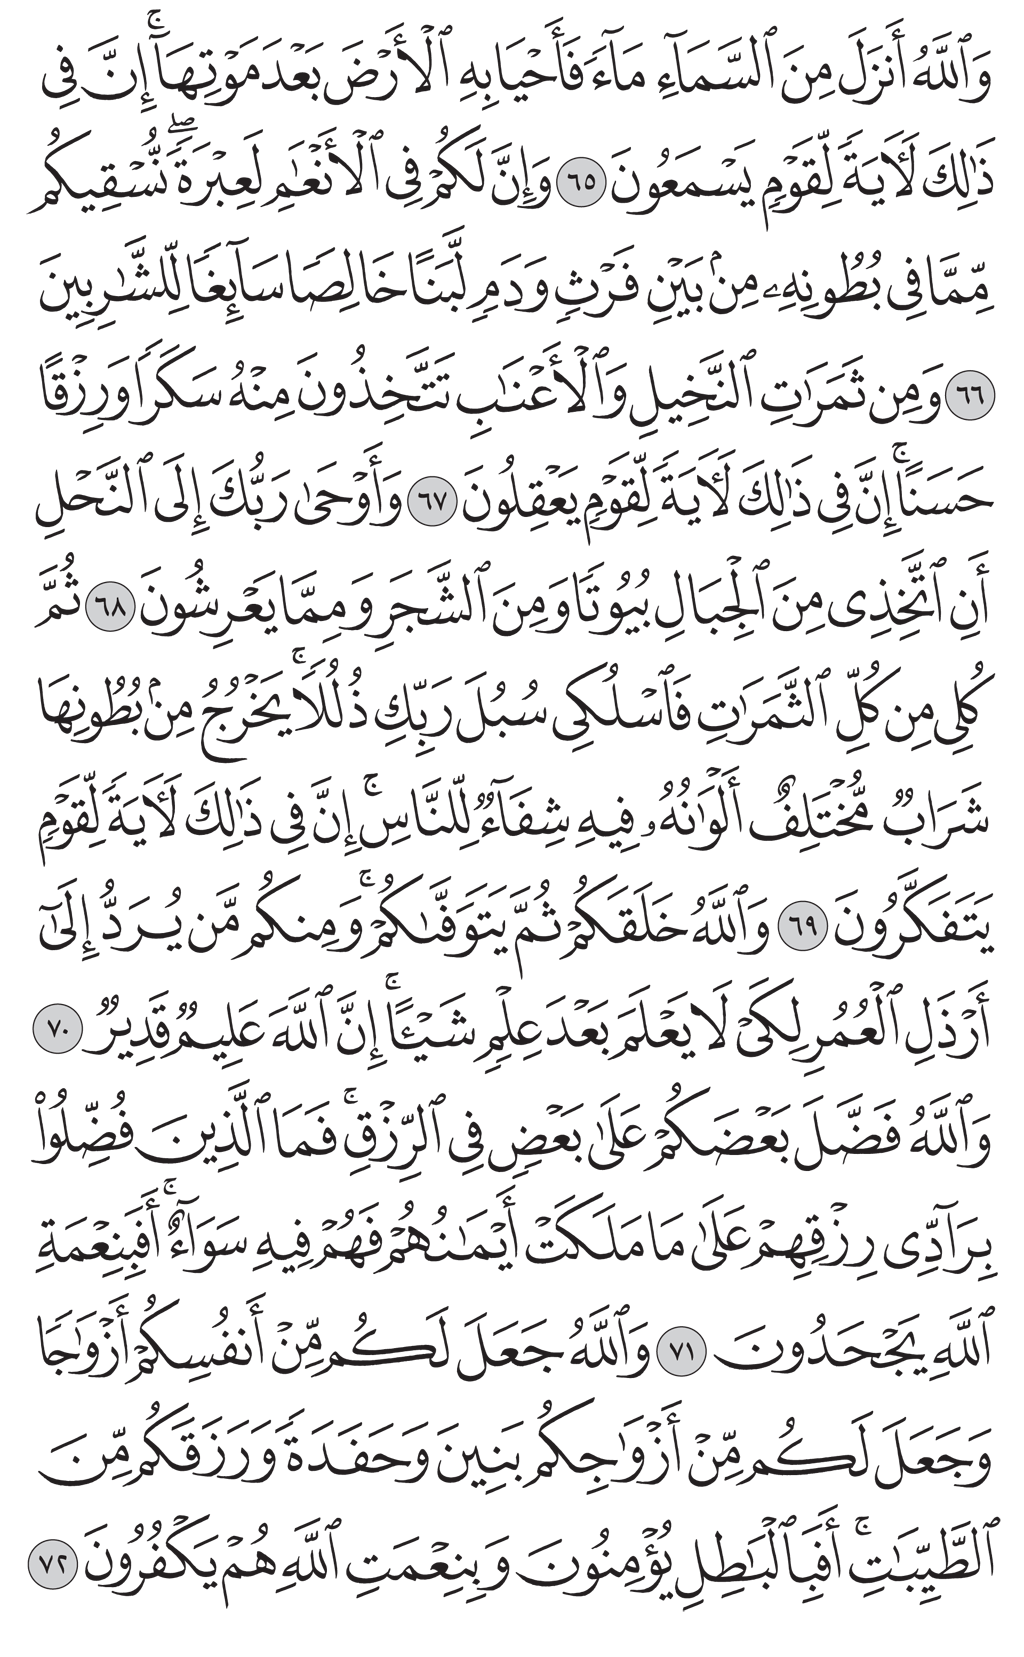 وَٱللَّهُ أَنزَلَ مِنَ ٱلسَّمَآءِ مَآءً فَأَحۡيَا بِهِ ٱلۡأَرۡضَ بَعۡدَ مَوۡتِهَآۚ إِنَّ فِي
ذَٰلِكَ لَأٓيَةٗ لِّقَوۡمٖ يَسۡمَعُونَ ٦٥ وَإِنَّ لَكُمۡ فِي ٱلۡأَنۡعَٰمِ لَعِبۡرَةٗۖ نُّسۡقِيكُم
مِّمَّا فِي بُطُونِهِۦ مِنۢ بَيۡنِ فَرۡثٖ وَدَمٖ لَّبَنًا خَالِصٗا سَآئِغٗا لِّلشَّٰرِبِينَ
٦٦ وَمِن ثَمَرَٰتِ ٱلنَّخِيلِ وَٱلۡأَعۡنَٰبِ تَتَّخِذُونَ مِنۡهُ سَكَرٗا وَرِزۡقًا
حَسَنًاۚ إِنَّ فِي ذَٰلِكَ لَأٓيَةٗ لِّقَوۡمٖ يَعۡقِلُونَ ٦٧ وَأَوۡحَىٰ رَبُّكَ إِلَى ٱلنَّحۡلِ
أَنِ ٱتَّخِذِي مِنَ ٱلۡجِبَالِ بُيُوتٗا وَمِنَ ٱلشَّجَرِ وَمِمَّا يَعۡرِشُونَ ٦٨ ثُمَّ
كُلِي مِن كُلِّ ٱلثَّمَرَٰتِ فَٱسۡلُكِي سُبُلَ رَبِّكِ ذُلُلٗاۚ يَخۡرُجُ مِنۢ بُطُونِهَا
شَرَابٞ مُّخۡتَلِفٌ أَلۡوَٰنُهُۥ فِيهِ شِفَآءٞ لِّلنَّاسِۚ إِنَّ فِي ذَٰلِكَ لَأٓيَةٗ لِّقَوۡمٖ
يَتَفَكَّرُونَ ٦٩ وَٱللَّهُ خَلَقَكُمۡ ثُمَّ يَتَوَفَّىٰكُمۡۚ وَمِنكُم مَّن يُرَدُّ إِلَىٰٓ
أَرۡذَلِ ٱلۡعُمُرِ لِكَيۡ لَا يَعۡلَمَ بَعۡدَ عِلۡمٖ شَيۡـًٔاۚ إِنَّ ٱللَّهَ عَلِيمٞ قَدِيرٞ ٧٠
وَٱللَّهُ فَضَّلَ بَعۡضَكُمۡ عَلَىٰ بَعۡضٖ فِي ٱلرِّزۡقِۚ فَمَا ٱلَّذِينَ فُضِّلُواْ
بِرَآدِّي رِزۡقِهِمۡ عَلَىٰ مَا مَلَكَتۡ أَيۡمَٰنُهُمۡ فَهُمۡ فِيهِ سَوَآءٌۚ أَفَبِنِعۡمَةِ
ٱللَّهِ يَجۡحَدُونَ ٧١ وَٱللَّهُ جَعَلَ لَكُم مِّنۡ أَنفُسِكُمۡ أَزۡوَٰجٗا
وَجَعَلَ لَكُم مِّنۡ أَزۡوَٰجِكُم بَنِينَ وَحَفَدَةٗ وَرَزَقَكُم مِّنَ
ٱلطَّيِّبَٰتِۚ أَفَبِٱلۡبَٰطِلِ يُؤۡمِنُونَ وَبِنِعۡمَتِ ٱللَّهِ هُمۡ يَكۡفُرُونَ ٧٢